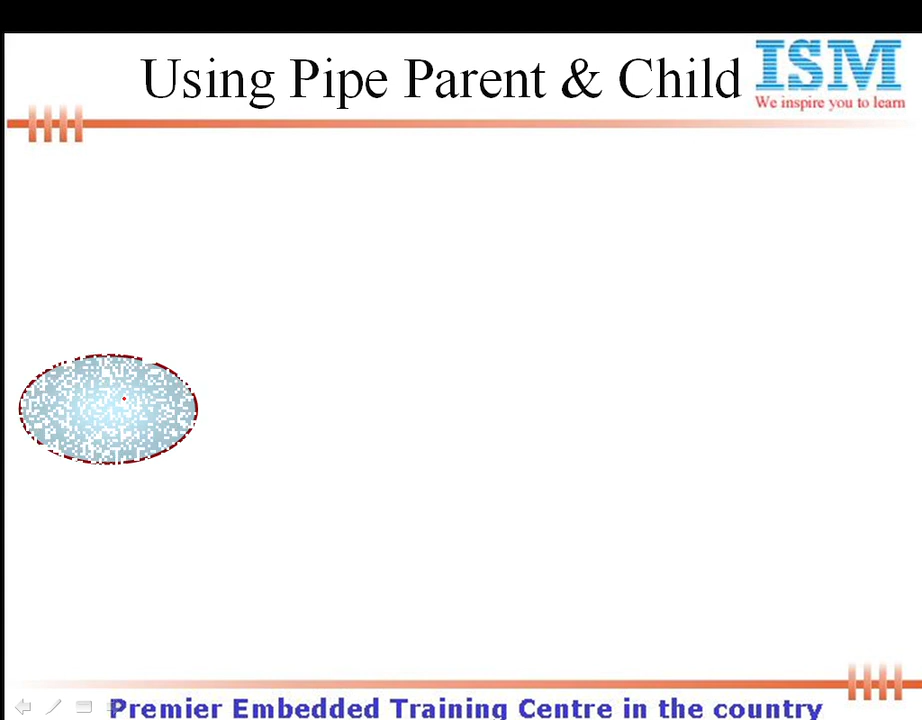 Using Pipe Parent & Child
ISM
We inspire you to learn
Premier Embedded Training Centre in the country